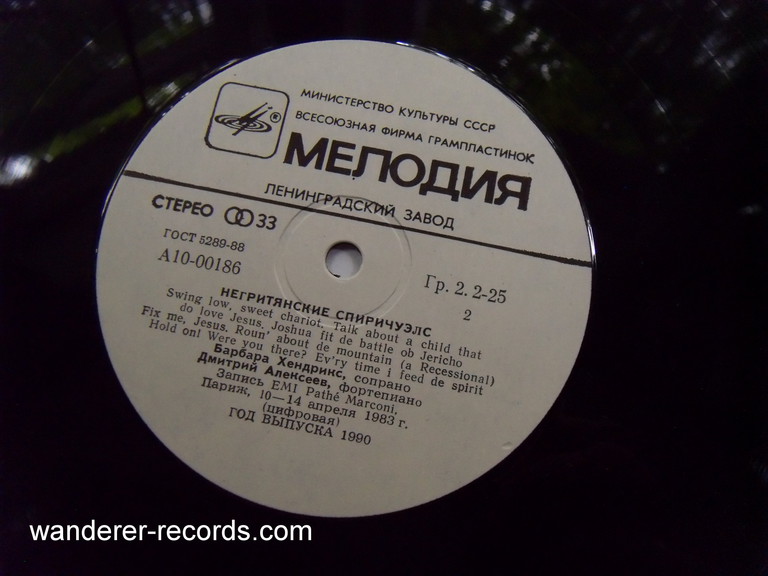 МИНИСТЕРСТВО КУЛЬТУРЫ СССР
ВСЕСОЮЗНАЯ ФИРМА ГРАМПЛАСТИНОК
®
МЕЛОДИЯ
ЛЕНИНГРАДСКИЙ ЗАВОД
СТЕРЕО 33
ГОСТ 5289-88
А10-00186
Гр. 2. 2-25
2
НЕГРИТЯНСКИЕ СПИРИЧУЭЛС
Swing low, sweet chariot. Talk about a child that
do love Jesus. Joshua fit de battle ob Jericho
Fix me, Jesus. Roun' about de mountain (a Recessional)
Hold on! Were you there? Ev'ry time i feed de spirit
Барбара Хендрикс, сопрано
Дмитрий Алексеев, фортепиано
Запись EMI Pathé Marconi,
Париж, 10—14 апреля 1983 г.
(цифровая)
ГОД ВЫПУСКА 1990
wanderer-records.com